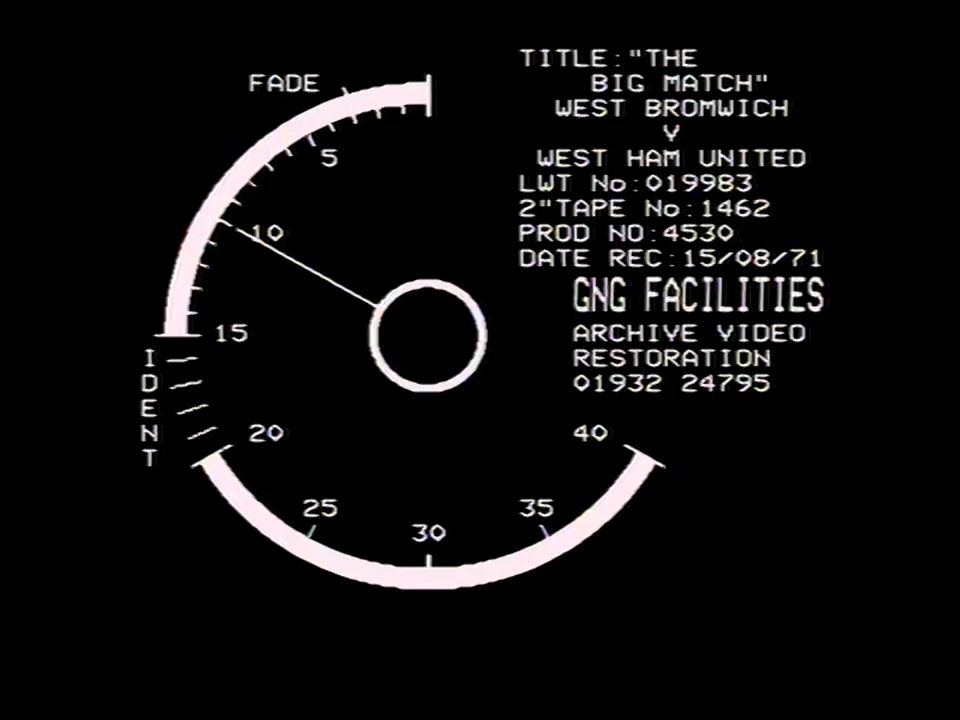 TITLE:"THE
BIG MATCH"
WEST BROMWICH
V
WEST HAM UNITED
LWT No:019983
2"TAPE No:1462
PROD NO:4530
DATE REC:15/08/71
GNG FACILITIES
ARCHIVE VIDEO
RESTORATION
01932 24795
FADE
5
10
15
IDENT
20
25
30
35
40